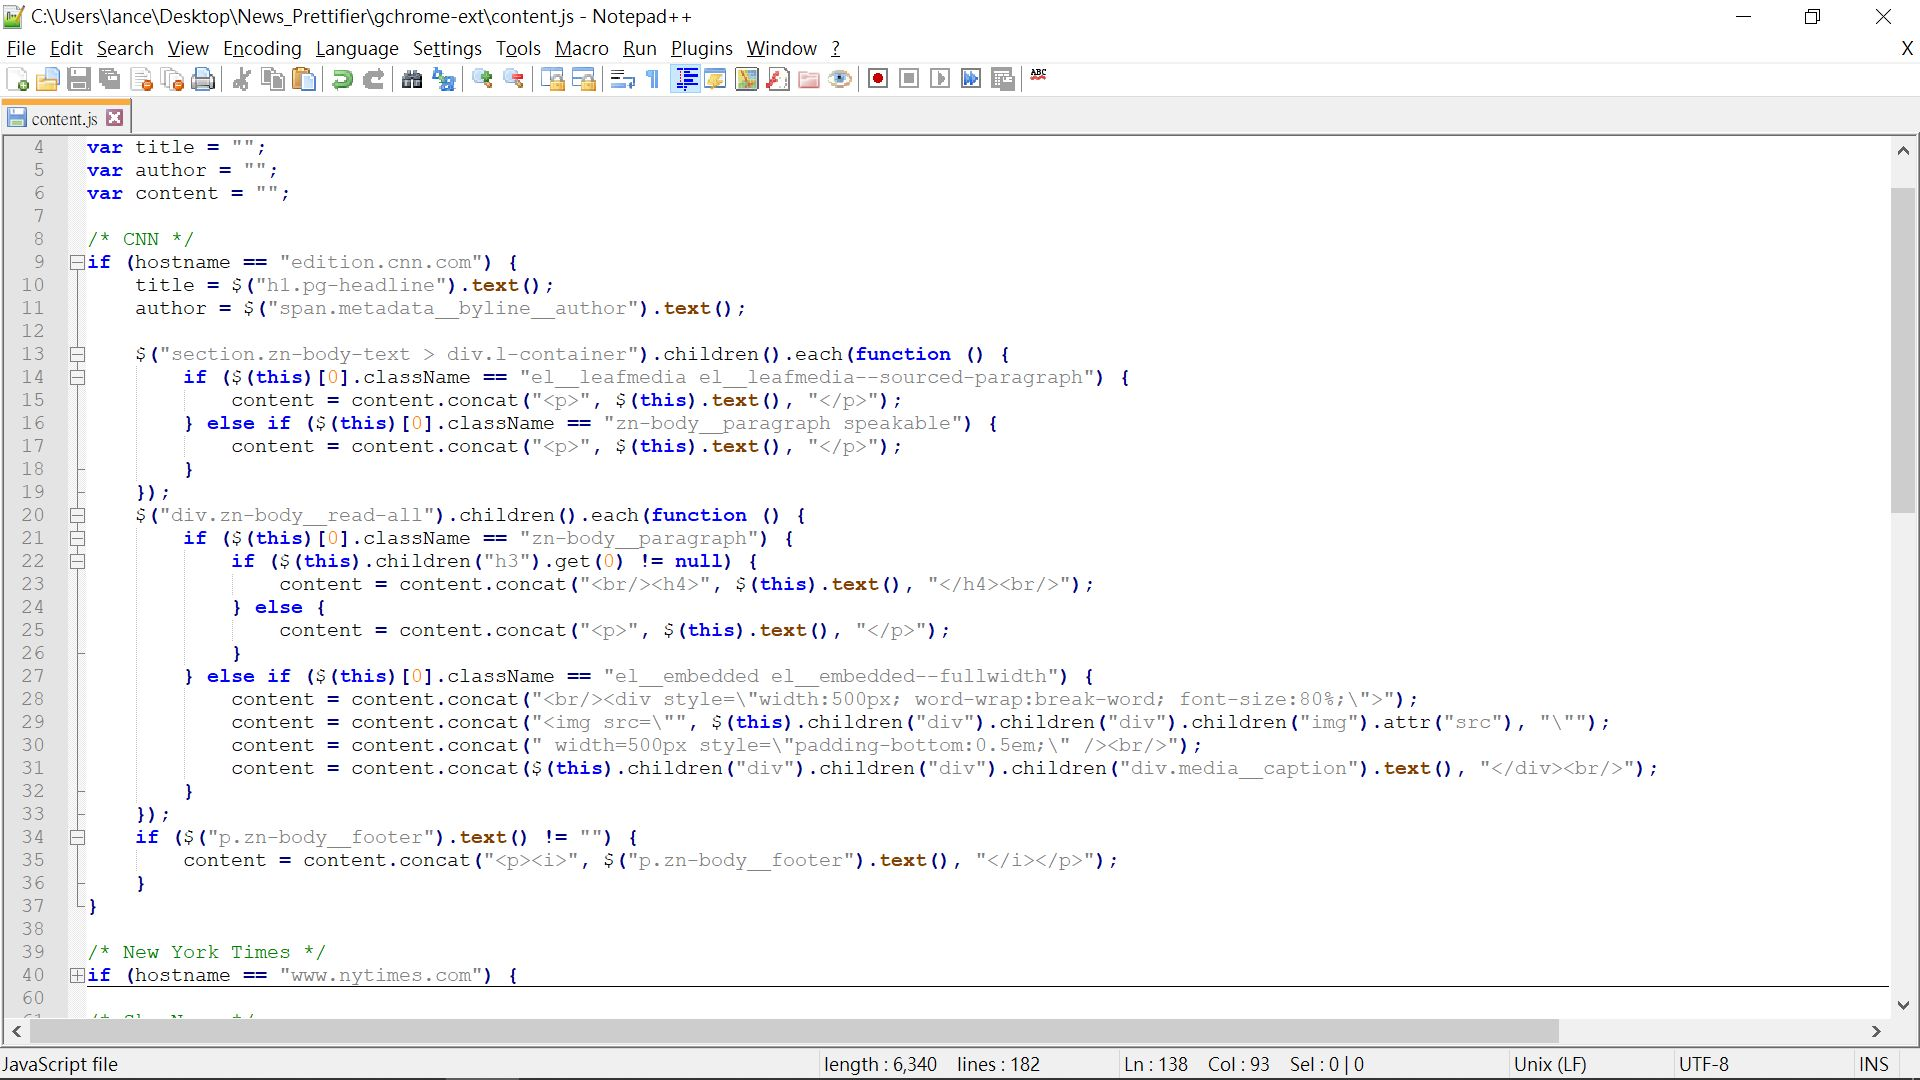 C:\Users\lance\Desktop\News_Prettifier\gchrome-ext\content.js - Notepad++
File Edit Search View Encoding Language Settings Tools Macro Run Plugins Window ? X
ABC
content.js
4 var title = "";
5 var author = "";
6 var content = "";
7
8 /* CNN */
9 if (hostname == "edition.cnn.com") {
10 title = $("h1.pg-headline").text();
11 author = $("span.metadata__byline__author").text();
12
13 $("section.zn-body-text > div.l-container").children().each(function () {
14 if ($(this)[0].className == "el__leafmedia el__leafmedia--sourced-paragraph") {
15 content = content.concat("<p>", $(this).text(), "</p>");
16 } else if ($(this)[0].className == "zn-body__paragraph speakable") {
17 content = content.concat("<p>", $(this).text(), "</p>");
18 }
19 });
20 $("div.zn-body__read-all").children().each(function () {
21 if ($(this)[0].className == "zn-body__paragraph") {
22 if ($(this).children("h3").get(0) != null) {
23 content = content.concat("<br/><h4>", $(this).text(), "</h4><br/>");
24 } else {
25 content = content.concat("<p>", $(this).text(), "</p>");
26 }
27 } else if ($(this)[0].className == "el__embedded el__embedded--fullwidth") {
28 content = content.concat("<br/><div style=\"width:500px; word-wrap:break-word; font-size:80%;\">");
29 content = content.concat("<img src=\"", $(this).children("div").children("div").children("img").attr("src"), "\"");
30 content = content.concat(" width=500px style=\"padding-bottom:0.5em;\" /><br/>");
31 content = content.concat($(this).children("div").children("div").children("div.media__caption").text(), "</div><br/>");
32 }
33 });
34 if ($("p.zn-body__footer").text() != "") {
35 content = content.concat("<p><i>", $("p.zn-body__footer").text(), "</i></p>");
36 }
37 }
38
39 /* New York Times */
40 if (hostname == "www.nytimes.com") {
60
JavaScript file length : 6,340 lines : 182 Ln : 138 Col : 93 Sel : 0 | 0 Unix (LF) UTF-8 INS